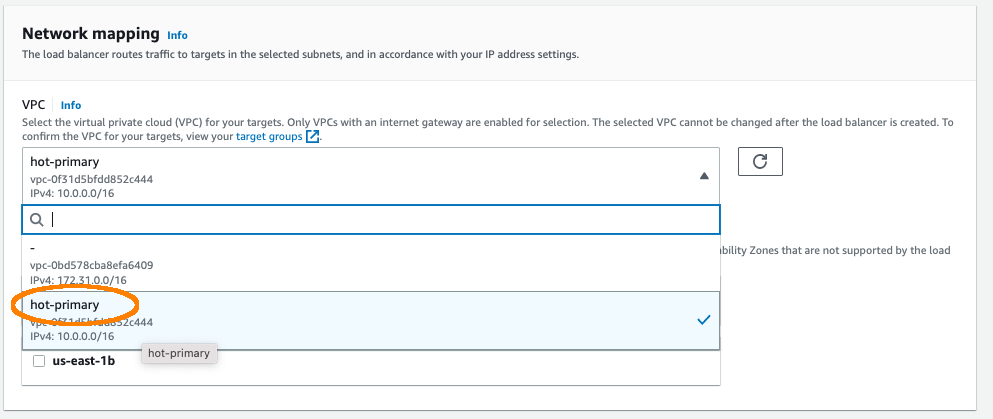 Network mapping Info
The load balancer routes traffic to targets in the selected subnets, and in accordance with your IP address settings.
VPC Info
Select the virtual private cloud (VPC) for your targets. Only VPCs with an internet gateway are enabled for selection. The selected VPC cannot be changed after the load balancer is created. To
confirm the VPC for your targets, view your target groups.
hot-primary
vpc-0f31d5bfdd852c444
IPv4: 10.0.0.0/16
-
vpc-0bd578cba8efa6409
IPv4: 172.31.0.0/16
bility Zones that are not supported by the load
hot-primary
vpc-0f31d5bfdd852c444
IPv4: 10.0.0.0/16
hot-primary
us-east-1b